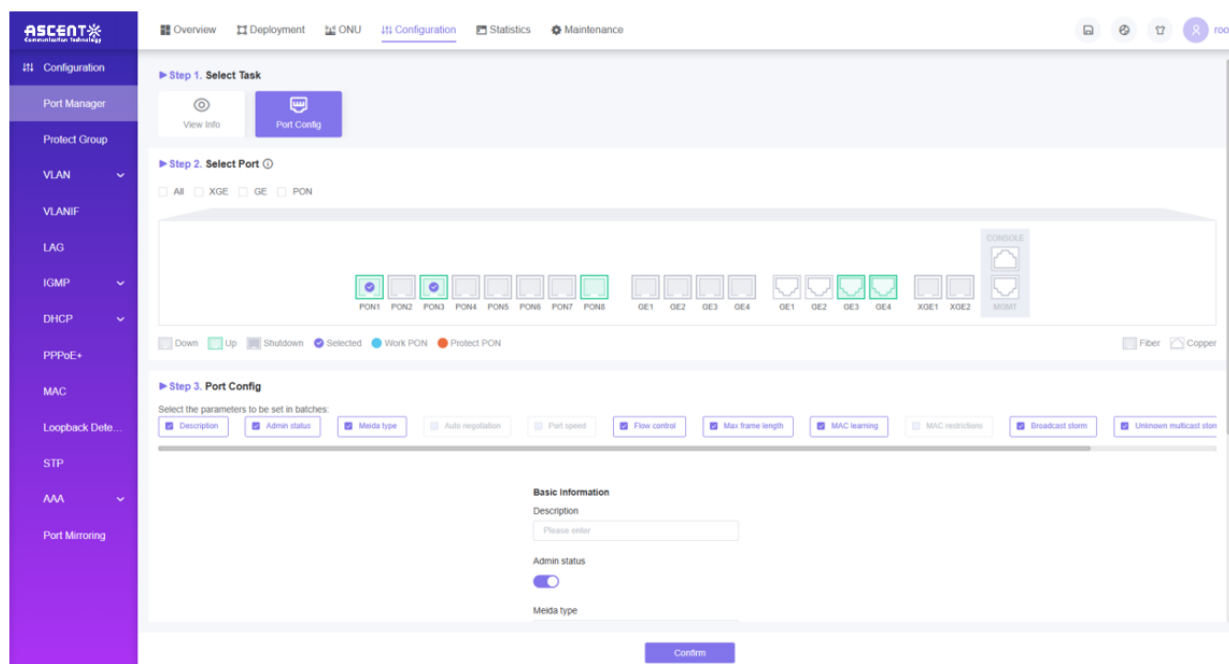 ASCENT
Communication Technology
Overview Deployment ONU Configuration Statistics Maintenance
R roo
Configuration
Port Manager
Protect Group
VLAN
VLANIF
LAG
IGMP
DHCP
PPPoE+
MAC
Loopback Dete...
STP
AAA
Port Mirroring
Step 1. Select Task
View Info Port Config
Step 2. Select Port
All XGE GE PON
CONSOLE
PON1 PON2 PON3 PON4 PON5 PON6 PON7 PON8 GE1 GE2 GE3 GE4 GE1 GE2 GE3 GE4 XGE1 XGE2 MGMT
Down Up Shutdown Selected Work PON Protect PON Fiber Copper
Step 3. Port Config
Select the parameters to be set in batches:
Description Admin status Meida type Auto negotiation Port speed Flow control Max frame length MAC learning MAC restrictions Broadcast storm Unknown multicast storm
Basic Information
Description
Please enter
Admin status
Meida type
Confirm